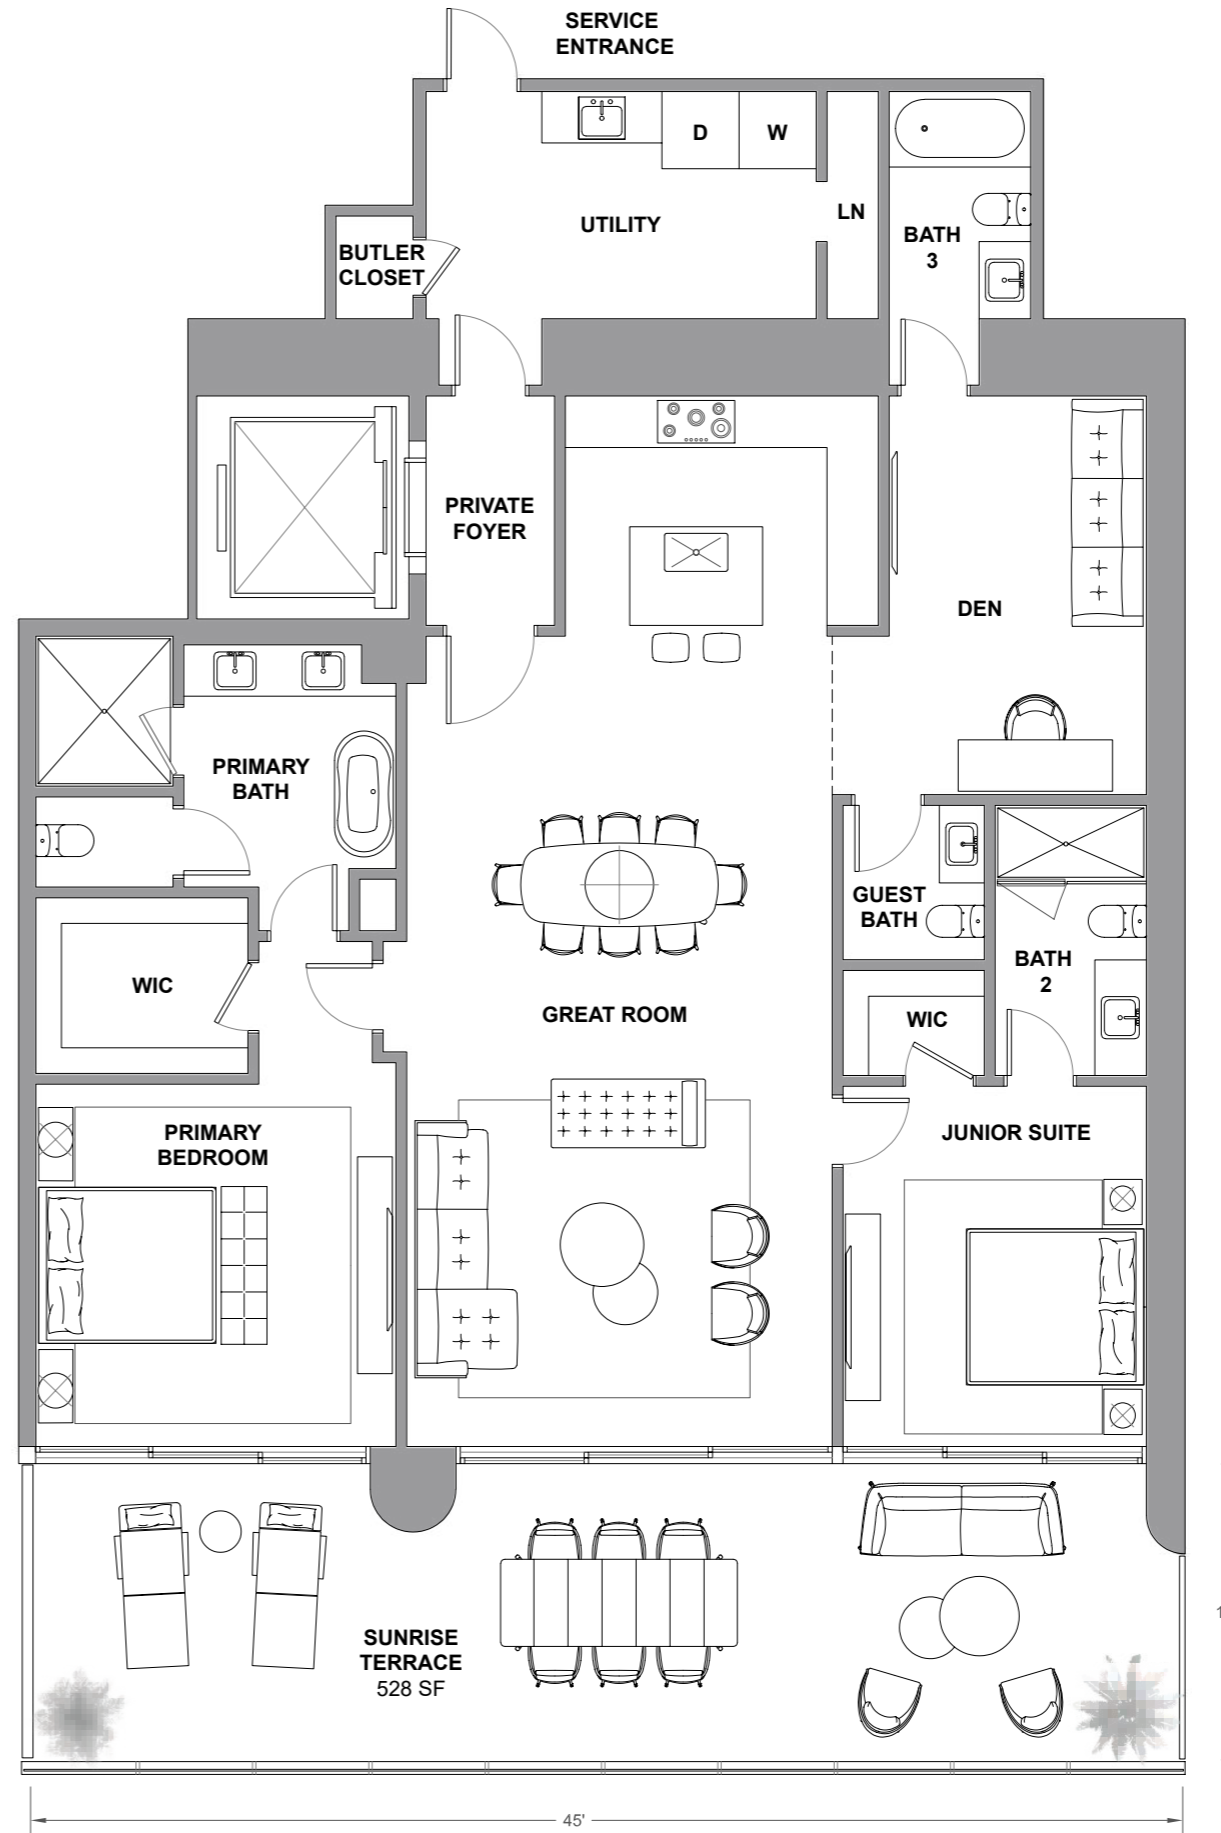 SERVICE
ENTRANCE
D
W
UTILITY
LN
BATH
3
BUTLER
CLOSET
PRIVATE
FOYER
DEN
PRIMARY
BATH
GUEST
BATH
BATH
2
WIC
GREAT ROOM
WIC
PRIMARY
BEDROOM
JUNIOR SUITE
SUNRISE
TERRACE
528 SF
1
45'